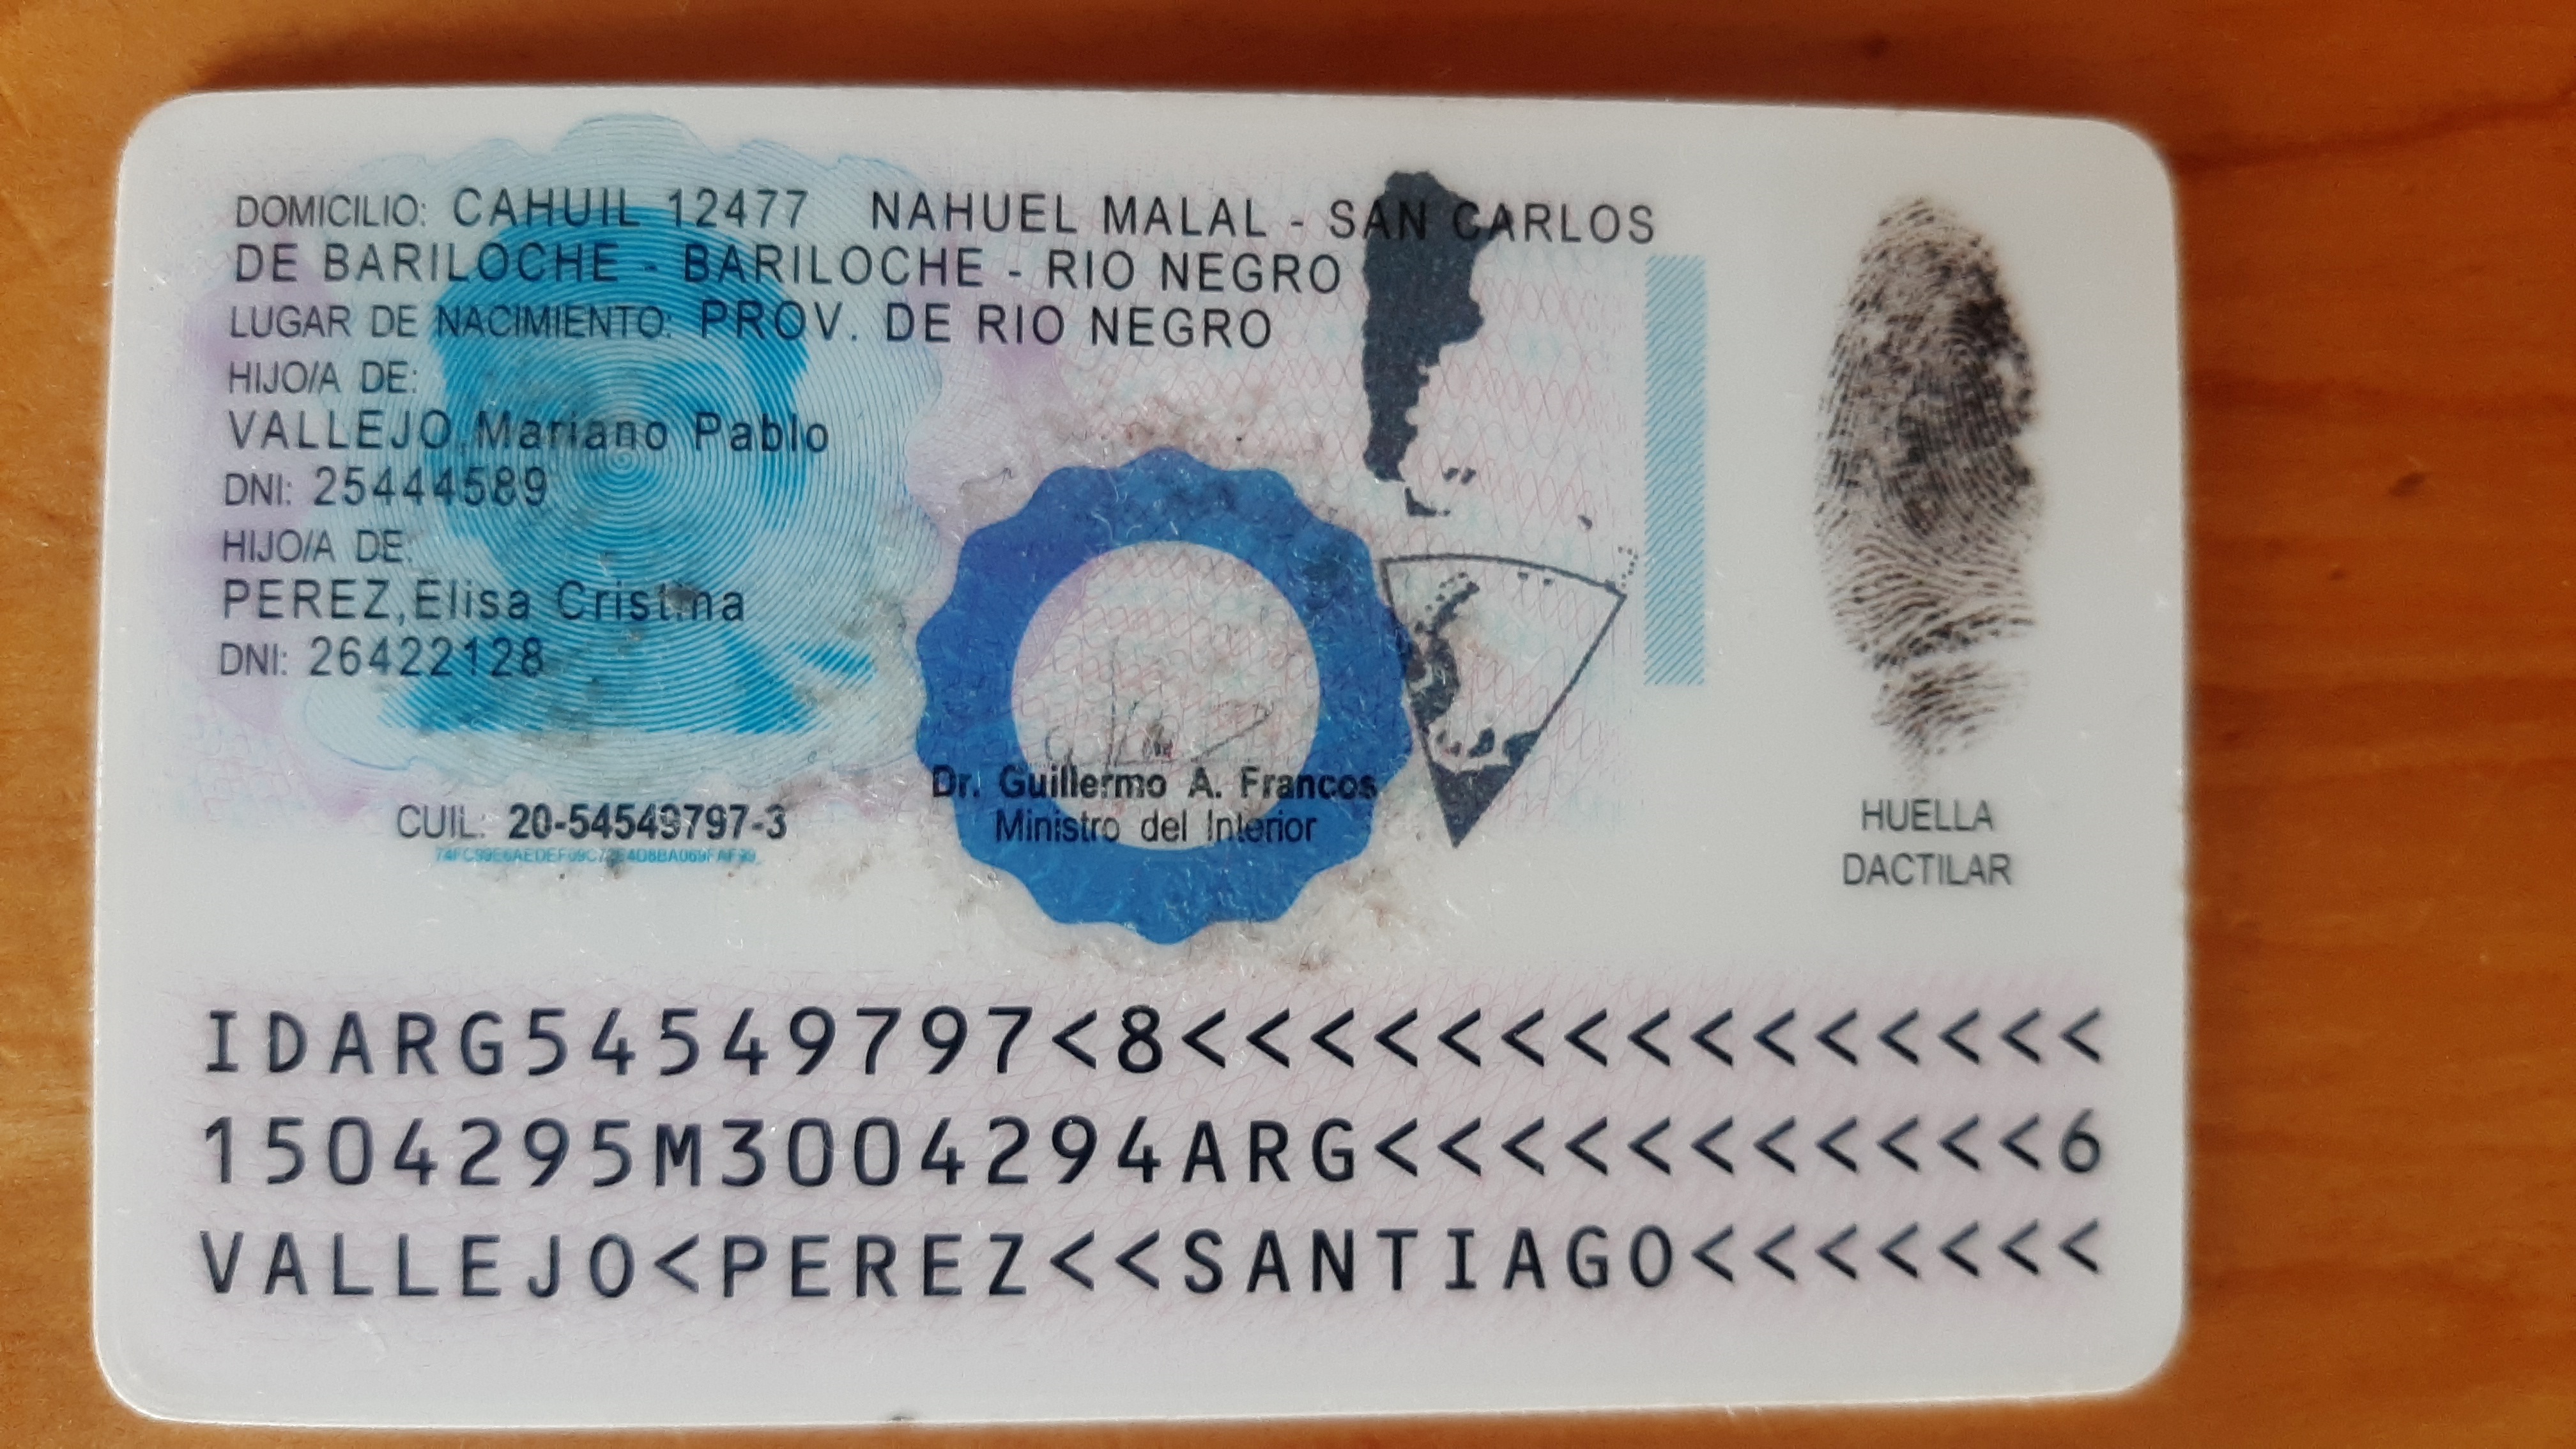 DOMICILIO: CAHUIL 12477 NAHUEL MALAL - SAN CARLOS
DE BARILOCHE - BARILOCHE - RIO NEGRO
LUGAR DE NACIMIENTO: PROV. DE RIO NEGRO
HIJO/A DE:
VALLEJO,Mariano Pablo
DNI: 25444589
HIJO/A DE:
PEREZ,Elisa Cristina
DNI: 26422128
CUIL: 20-54549797-3
Dr. Guillermo A. Francos
Ministro del Interior
HUELLA
DACTILAR
IDARG54549797<8<<<<<<<<<<<<<<<
1504295M3004294ARG<<<<<<<<<<<6
VALLEJO<PEREZ<<SANTIAGO<<<<<<<